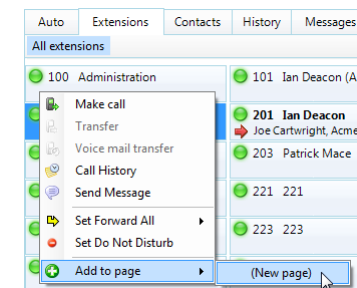 Auto Extensions Contacts History Messages
All extensions
100 Administration
101 Ian Deacon (A
Make call
Transfer
Voice mail transfer
Call History
Send Message
Set Forward All
Set Do Not Disturb
Add to page
201 Ian Deacon
Joe Cartwright, Acme
203 Patrick Mace
221 221
223 223
(New page)